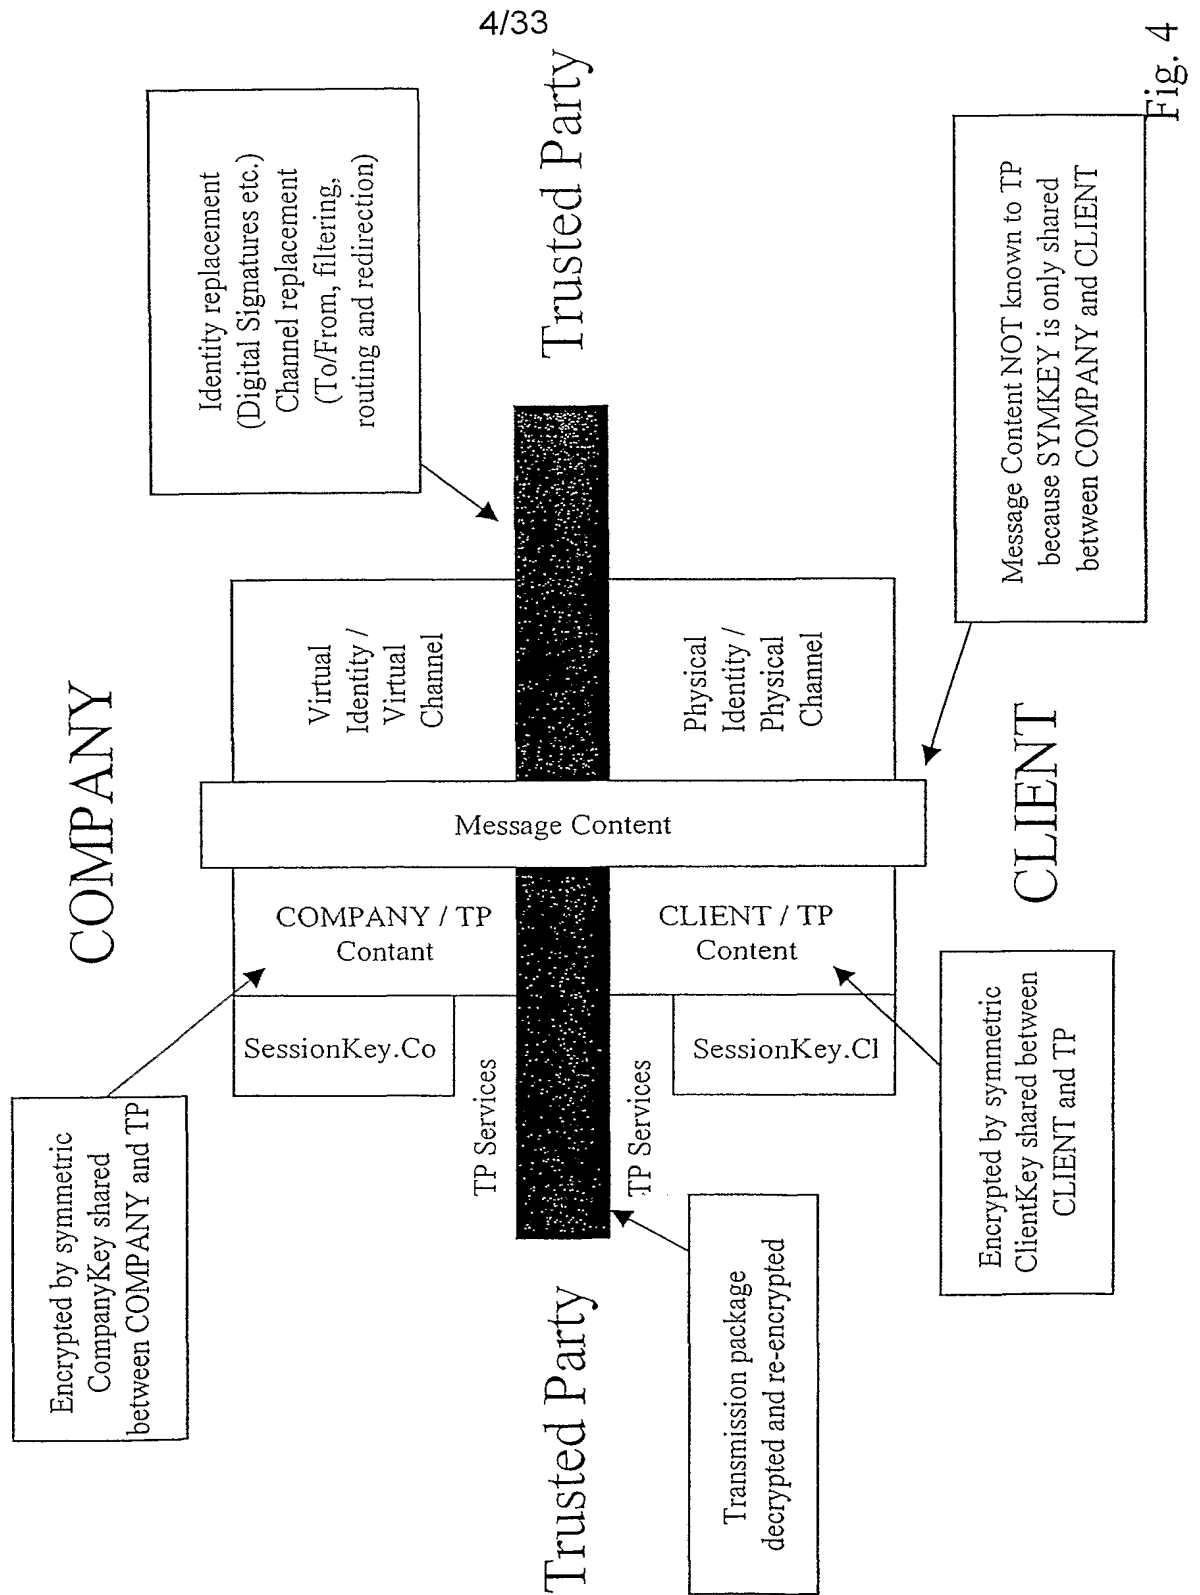 4/33
COMPANY
Encrypted by symmetric
CompanyKey shared
between COMPANY and TP
Identity replacement
(Digital Signatures etc.)
Channel replacement
(To/From, filtering,
routing and redirection)
SessionKey.Co
COMPANY / TP
Contant
Message Content
Virtual
Identity /
Virtual
Channel
TP Services
Trusted Party
Trusted Party
TP Services
SessionKey.Cl
CLIENT / TP
Content
Physical
Identity /
Physical
Channel
Transmission package
decrypted and re-encrypted
Encrypted by symmetric
ClientKey shared between
CLIENT and TP
CLIENT
Message Content NOT known to TP
because SYMKEY is only shared
between COMPANY and CLIENT
Fig. 4